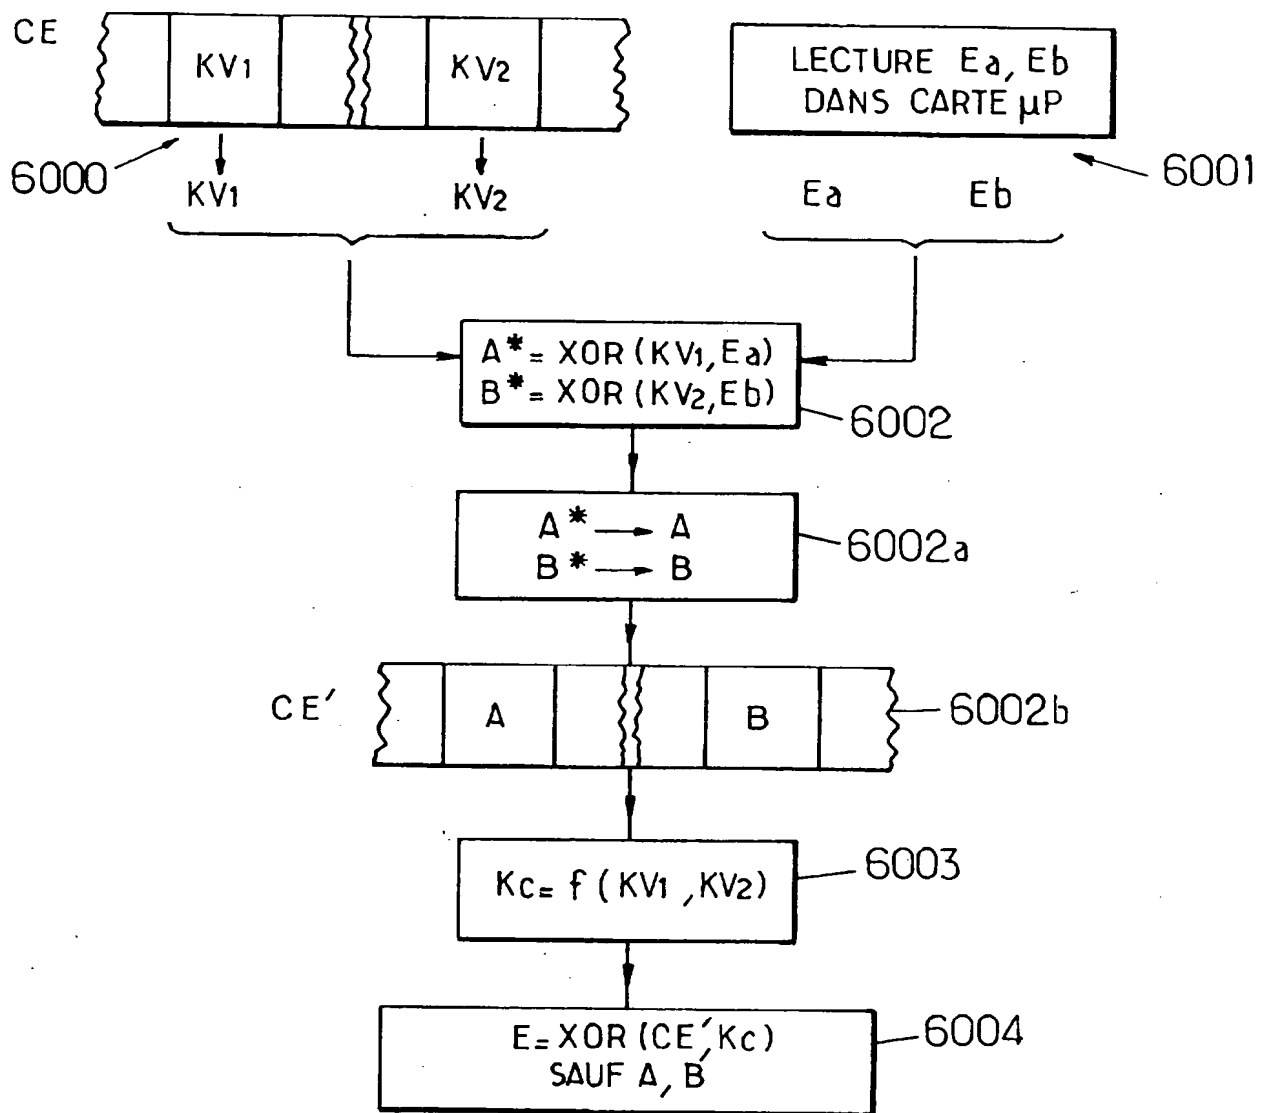 CE
KV1
KV2
LECTURE Ea, Eb
DANS CARTE µP
6000
6001
KV1
KV2
Ea
Eb
A* = XOR (KV1, Ea)
B* = XOR (KV2, Eb)
6002
A* → A
B* → B
6002a
CE'
A
B
6002b
Kc = f (KV1, KV2)
6003
E = XOR (CE', Kc)
SAUF A, B
6004